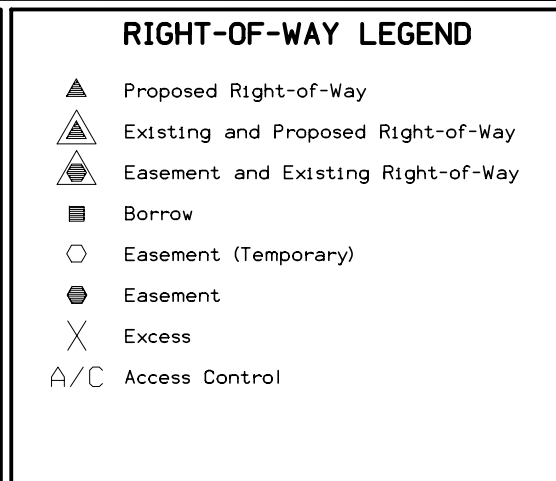 RIGHT-OF-WAY LEGEND
Proposed Right-of-Way
Existing and Proposed Right-of-Way
Easement and Existing Right-of-Way
Borrow
Easement (Temporary)
Easement
X Excess
A/C Access Control